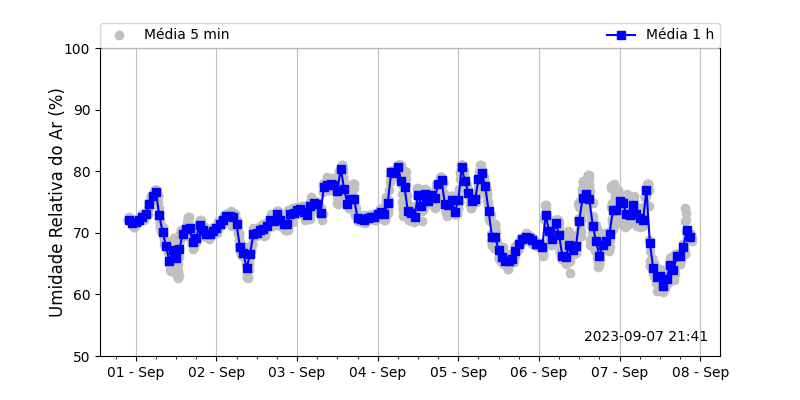 Média 5 min
Média 1 h
100
90
80
70
60
50
Umidade Relativa do Ar (%)
2023-09-07 21:41
01 - Sep
02 - Sep
03 - Sep
04 - Sep
05 - Sep
06 - Sep
07 - Sep
08 - Sep